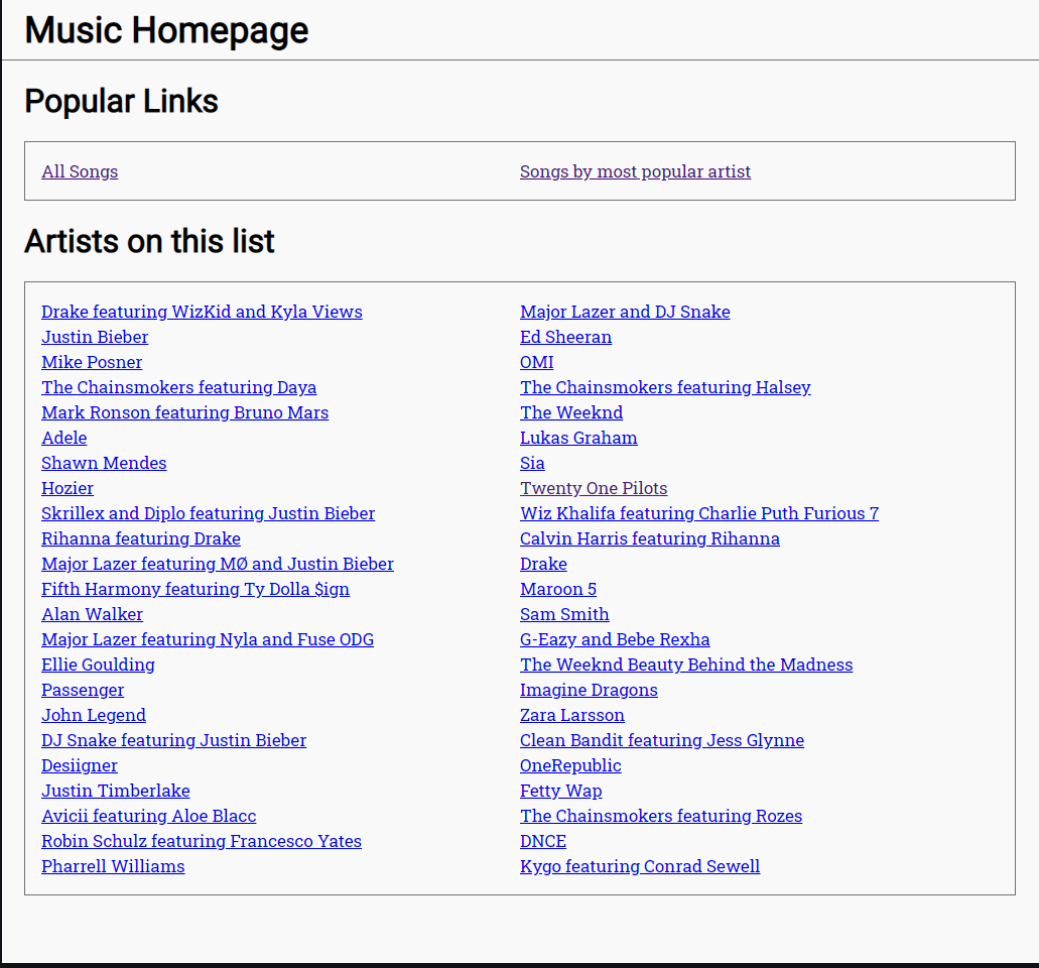 Music Homepage
Popular Links
All Songs
Songs by most popular artist
Artists on this list
Drake featuring WizKid and Kyla Views
Major Lazer and DJ Snake
Justin Bieber
Ed Sheeran
Mike Posner
OMI
The Chainsmokers featuring Daya
The Chainsmokers featuring Halsey
Mark Ronson featuring Bruno Mars
The Weeknd
Adele
Lukas Graham
Shawn Mendes
Sia
Hozier
Twenty One Pilots
Skrillex and Diplo featuring Justin Bieber
Wiz Khalifa featuring Charlie Puth Furious 7
Rihanna featuring Drake
Calvin Harris featuring Rihanna
Major Lazer featuring MØ and Justin Bieber
Drake
Fifth Harmony featuring Ty Dolla $ign
Maroon 5
Alan Walker
Sam Smith
Major Lazer featuring Nyla and Fuse ODG
G-Eazy and Bebe Rexha
Ellie Goulding
The Weeknd Beauty Behind the Madness
Passenger
Imagine Dragons
John Legend
Zara Larsson
DJ Snake featuring Justin Bieber
Clean Bandit featuring Jess Glynne
Desiigner
OneRepublic
Justin Timberlake
Fetty Wap
Avicii featuring Aloe Blacc
The Chainsmokers featuring Rozes
Robin Schulz featuring Francesco Yates
DNCE
Pharrell Williams
Kygo featuring Conrad Sewell